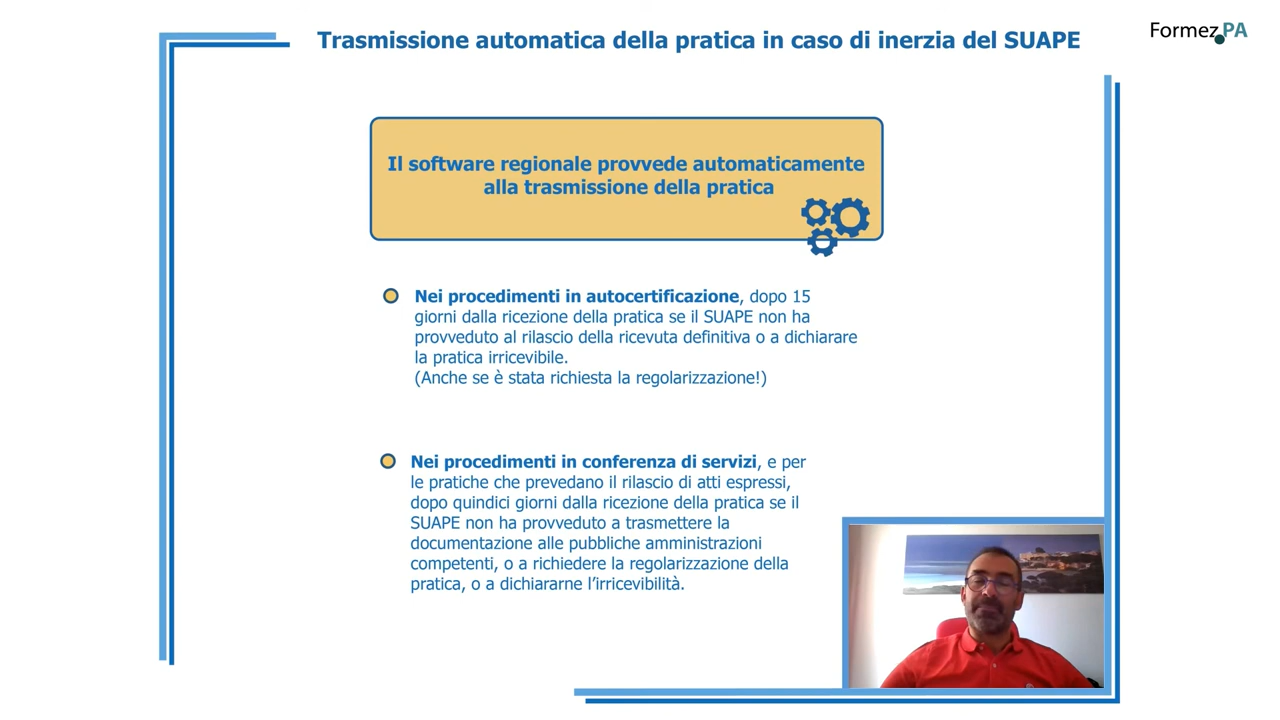 Trasmissione automatica della pratica in caso di inerzia del SUAPE
Formez.PA
Il software regionale provvede automaticamente
alla trasmissione della pratica
Nei procedimenti in autocertificazione, dopo 15
giorni dalla ricezione della pratica se il SUAPE non ha
provveduto al rilascio della ricevuta definitiva o a dichiarare
la pratica irricevibile.
(Anche se è stata richiesta la regolarizzazione!)
Nei procedimenti in conferenza di servizi, e per
le pratiche che prevedano il rilascio di atti espressi,
dopo quindici giorni dalla ricezione della pratica se il
SUAPE non ha provveduto a trasmettere la
documentazione alle pubbliche amministrazioni
competenti, o a richiedere la regolarizzazione della
pratica, o a dichiararne l’irricevibilità.